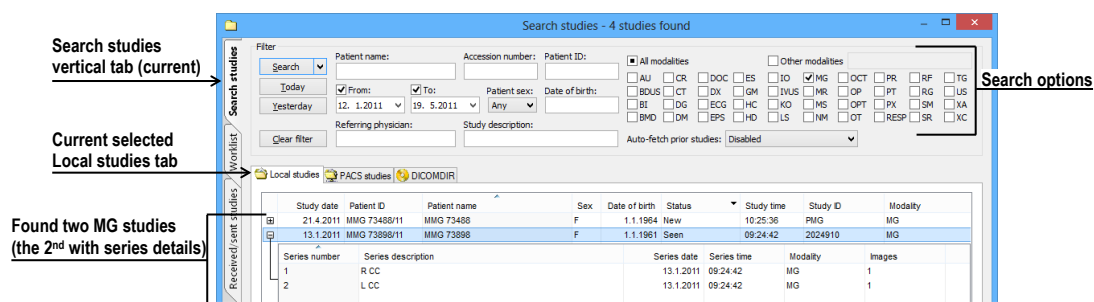 Search studies - 4 studies found
Search studies
vertical tab (current)
Current selected
Local studies tab
Found two MG studies
(the 2nd with series details)
Search options
Search studies
Worklist
Received/sent studies
Filter
Patient name: Accession number: Patient ID:
Search
Today
Yesterday
Clear filter
From: To: Patient sex: Date of birth:
12. 1.2011 19. 5.2011 Any
Referring physician: Study description:
All modalities Other modalities
AU CR DOC ES IO MG OCT PR RF TG
BDUS CT DX GM IVUS MR OP PT RG US
BI DG ECG HC KO MS OPT PX SM XA
BMD DM EPS HD LS NM OT RESP SR XC
Auto-fetch prior studies: Disabled
Local studies PACS studies DICOMDIR
Study date Patient ID Patient name Sex Date of birth Status Study time Study ID Modality
21.4.2011 MMG 73488/11 MMG 73488 F 1.1.1964 New 10:25:36 PMG MG
13.1.2011 MMG 73898/11 MMG 73898 F 1.1.1961 Seen 09:24:42 2024910 MG
Series number Series description Series date Series time Modality Images
1 R CC 13.1.2011 09:24:42 MG 1
2 L CC 13.1.2011 09:24:42 MG 1